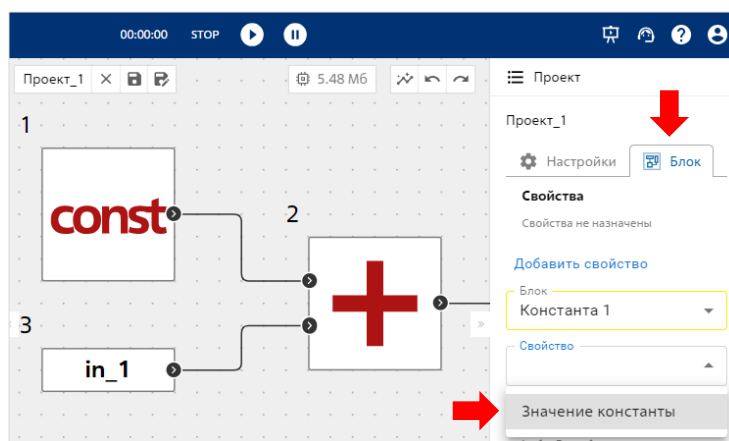 00:00:00 STOP
Проект_1
5.48 Мб
Проект
1
Проект_1
Настройки
Блок
const
Свойства
2
Свойства не назначены
Добавить свойство
Блок
Константа 1
3
Свойство
in_1
Значение константы